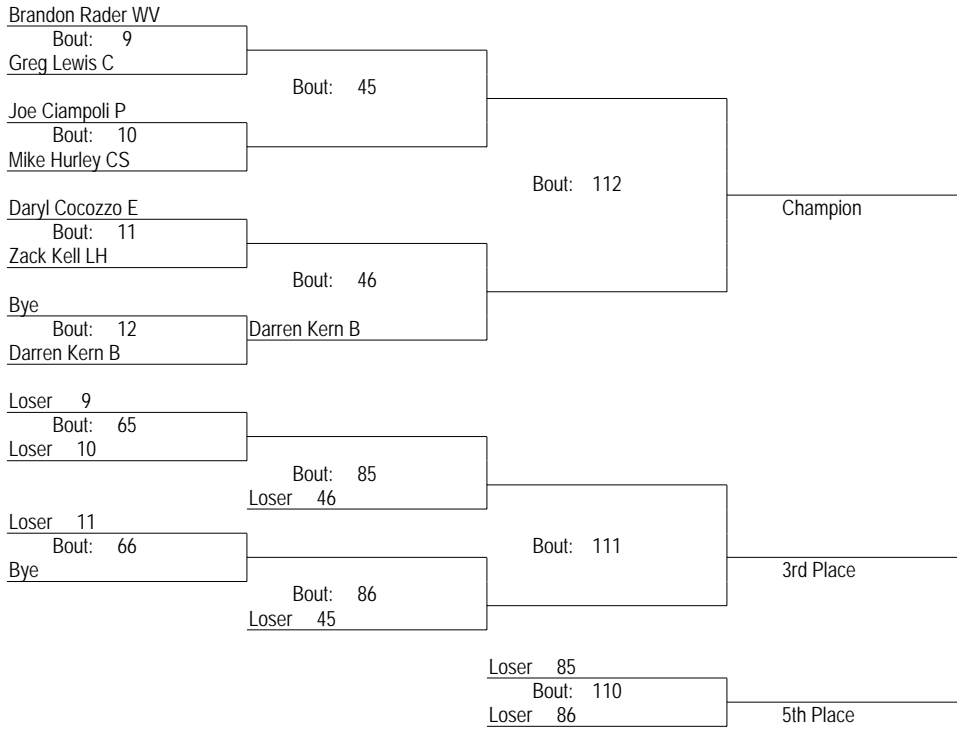 Brandon Rader WV
Bout: 9
Greg Lewis C
Bout: 45
Joe Ciampoli P
Bout: 10
Mike Hurley CS
Bout: 112
Daryl Cocozzo E
Champion
Bout: 11
Zack Kell LH
Bout: 46
Bye
Bout: 12
Darren Kern B
Darren Kern B
Loser 9
Bout: 65
Loser 10
Bout: 85
Loser 46
Loser 11
Bout: 66
Bout: 111
Bye
3rd Place
Bout: 86
Loser 45
Loser 85
Bout: 110
Loser 86
5th Place